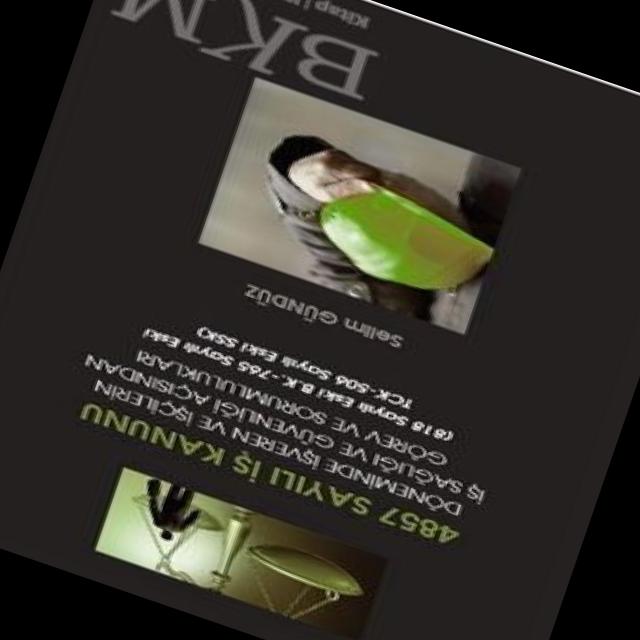 4857 SAYILI İŞ KANUNU
DÖNEMİNDE İŞVEREN VE İŞÇİLERİN
İŞ SAĞLIĞI VE GÜVENLİĞİ AÇISINDAN
GÖREV VE SORUMLULUKLARI
(818 Sayılı Eski B.K-765 Sayılı Eski
TCK-506 Sayılı Eski SSK)
Selim GÜNDÜZ
BKM
Kitap